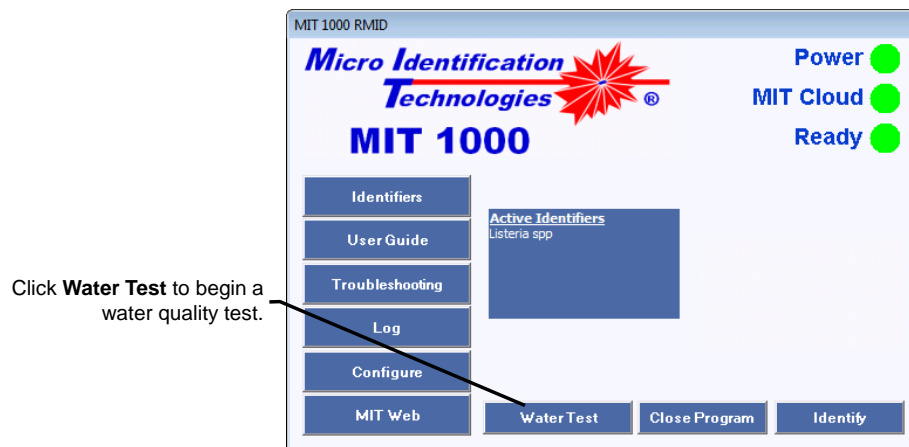 MIT 1000 RMID
Micro Identification
Technologies ®
MIT 1000
Power
MIT Cloud
Ready
Identifiers
User Guide
Troubleshooting
Log
Configure
MIT Web
Active Identifiers
Listeria spp
Click Water Test to begin a
water quality test.
Water Test
Close Program
Identify